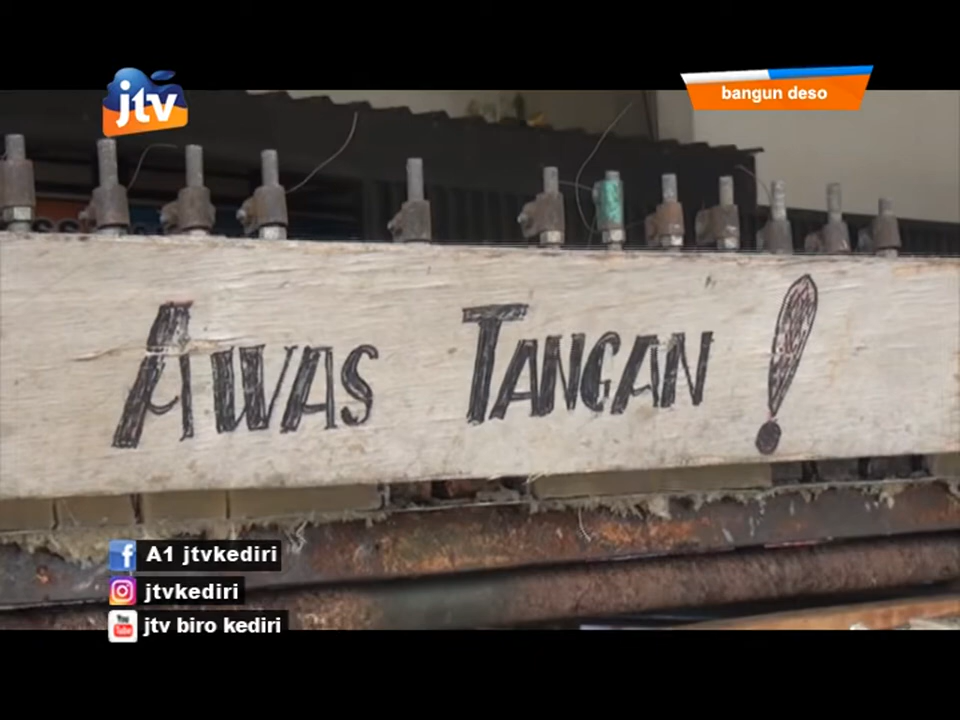 jtv
bangun deso
AWAS TANGAN !
A1 jtvkediri
jtvkediri
jtv biro kediri